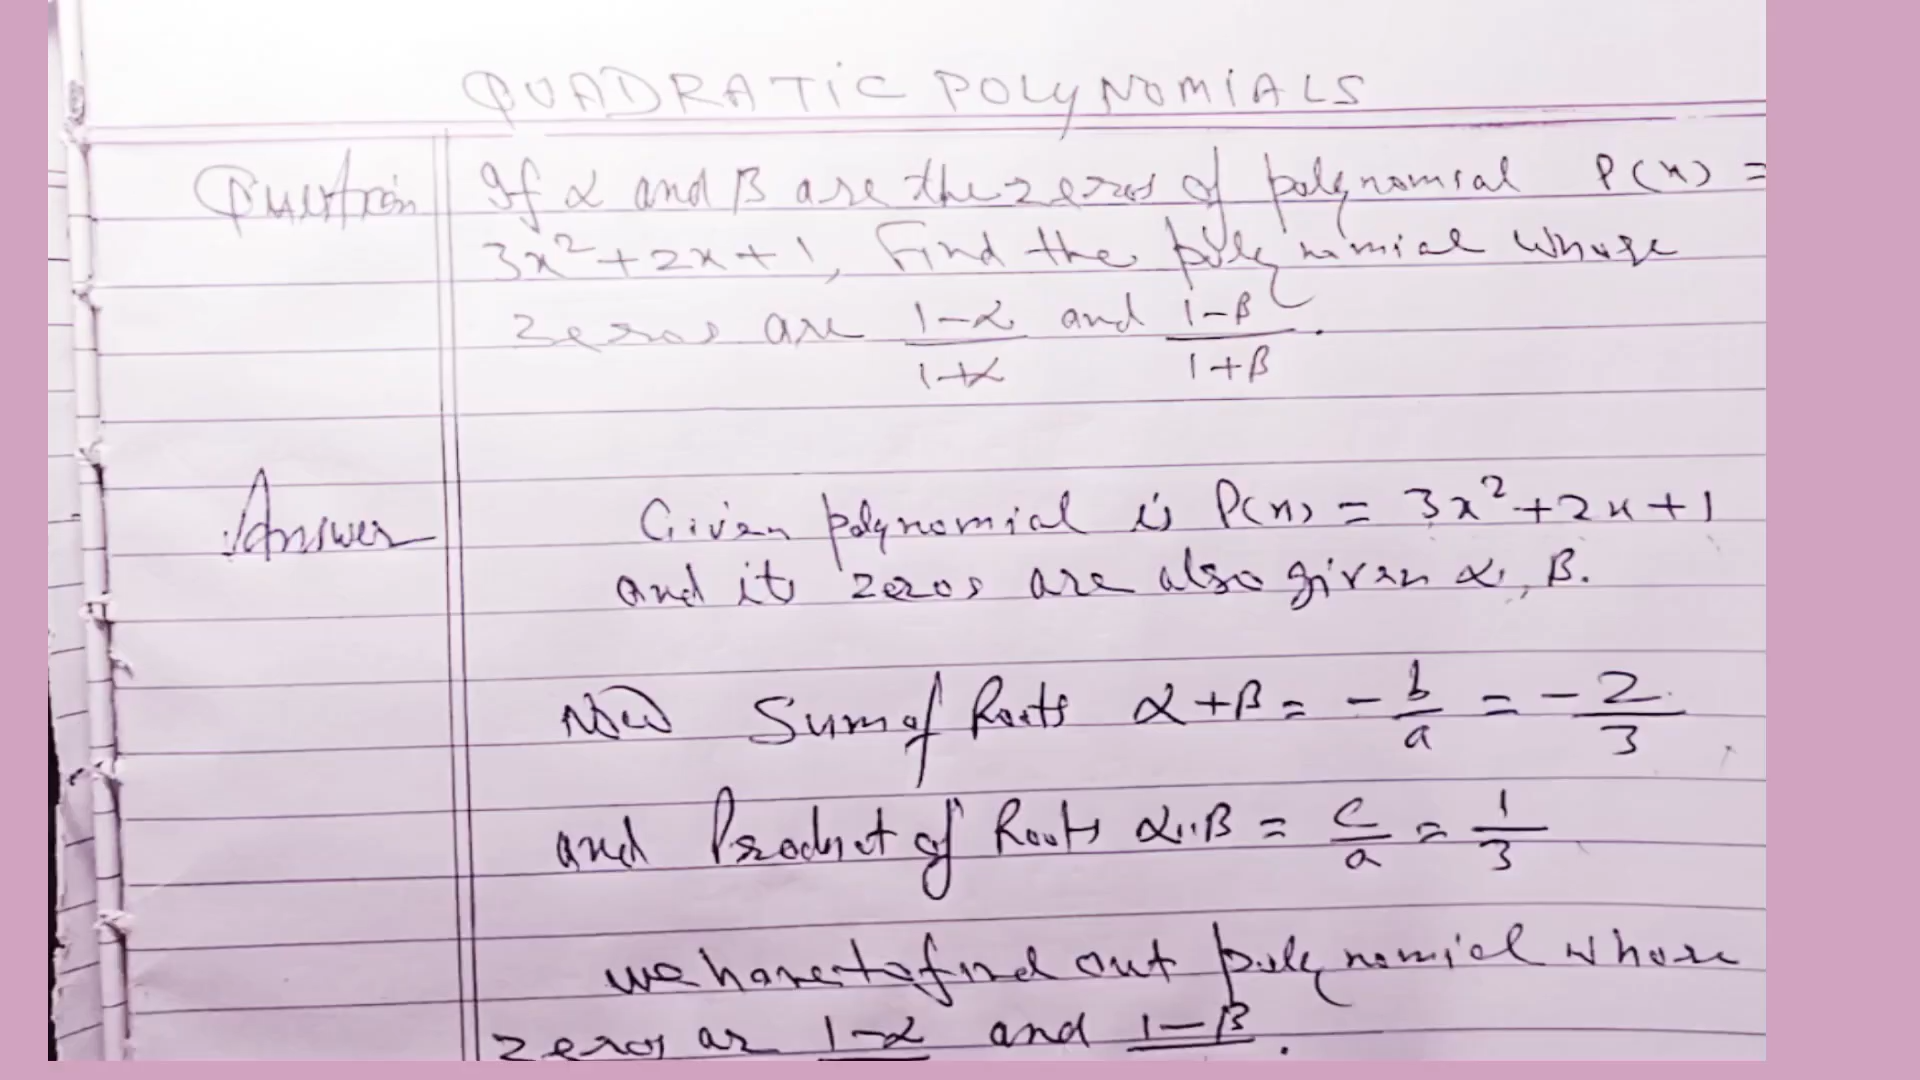 QUADRATIC POLYNOMIALS
Question If α and β are the zeros of polynomial P(x) =
3x²+2x+1, Find the polynomial whose
zeros are (1-α)/(1+α) and (1-β)/(1+β).
Answer Given polynomial is P(x) = 3x²+2x+1
and its zeros are also given α, β.
Now Sum of Roots α+β = -b/a = -2/3
and Product of Roots α.β = c/a = 1/3
we have to find out polynomial whose
zeros are 1-α and 1-β.